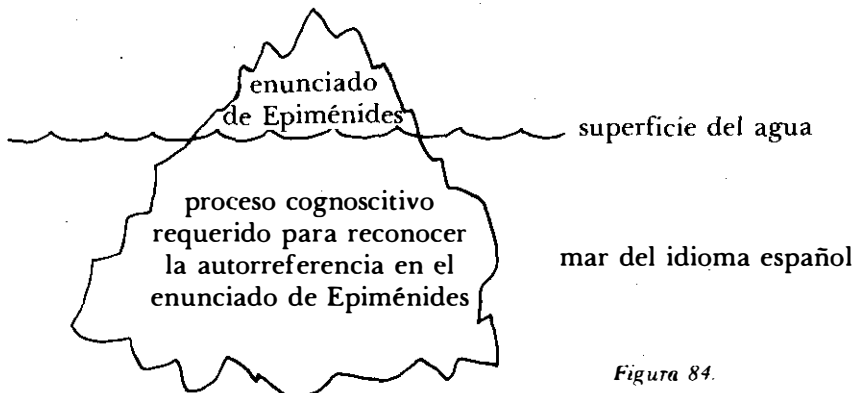 enunciado
de Epiménides
superficie del agua
proceso cognoscitivo
requerido para reconocer
la autorreferencia en el
enunciado de Epiménides
mar del idioma español
Figura 84.